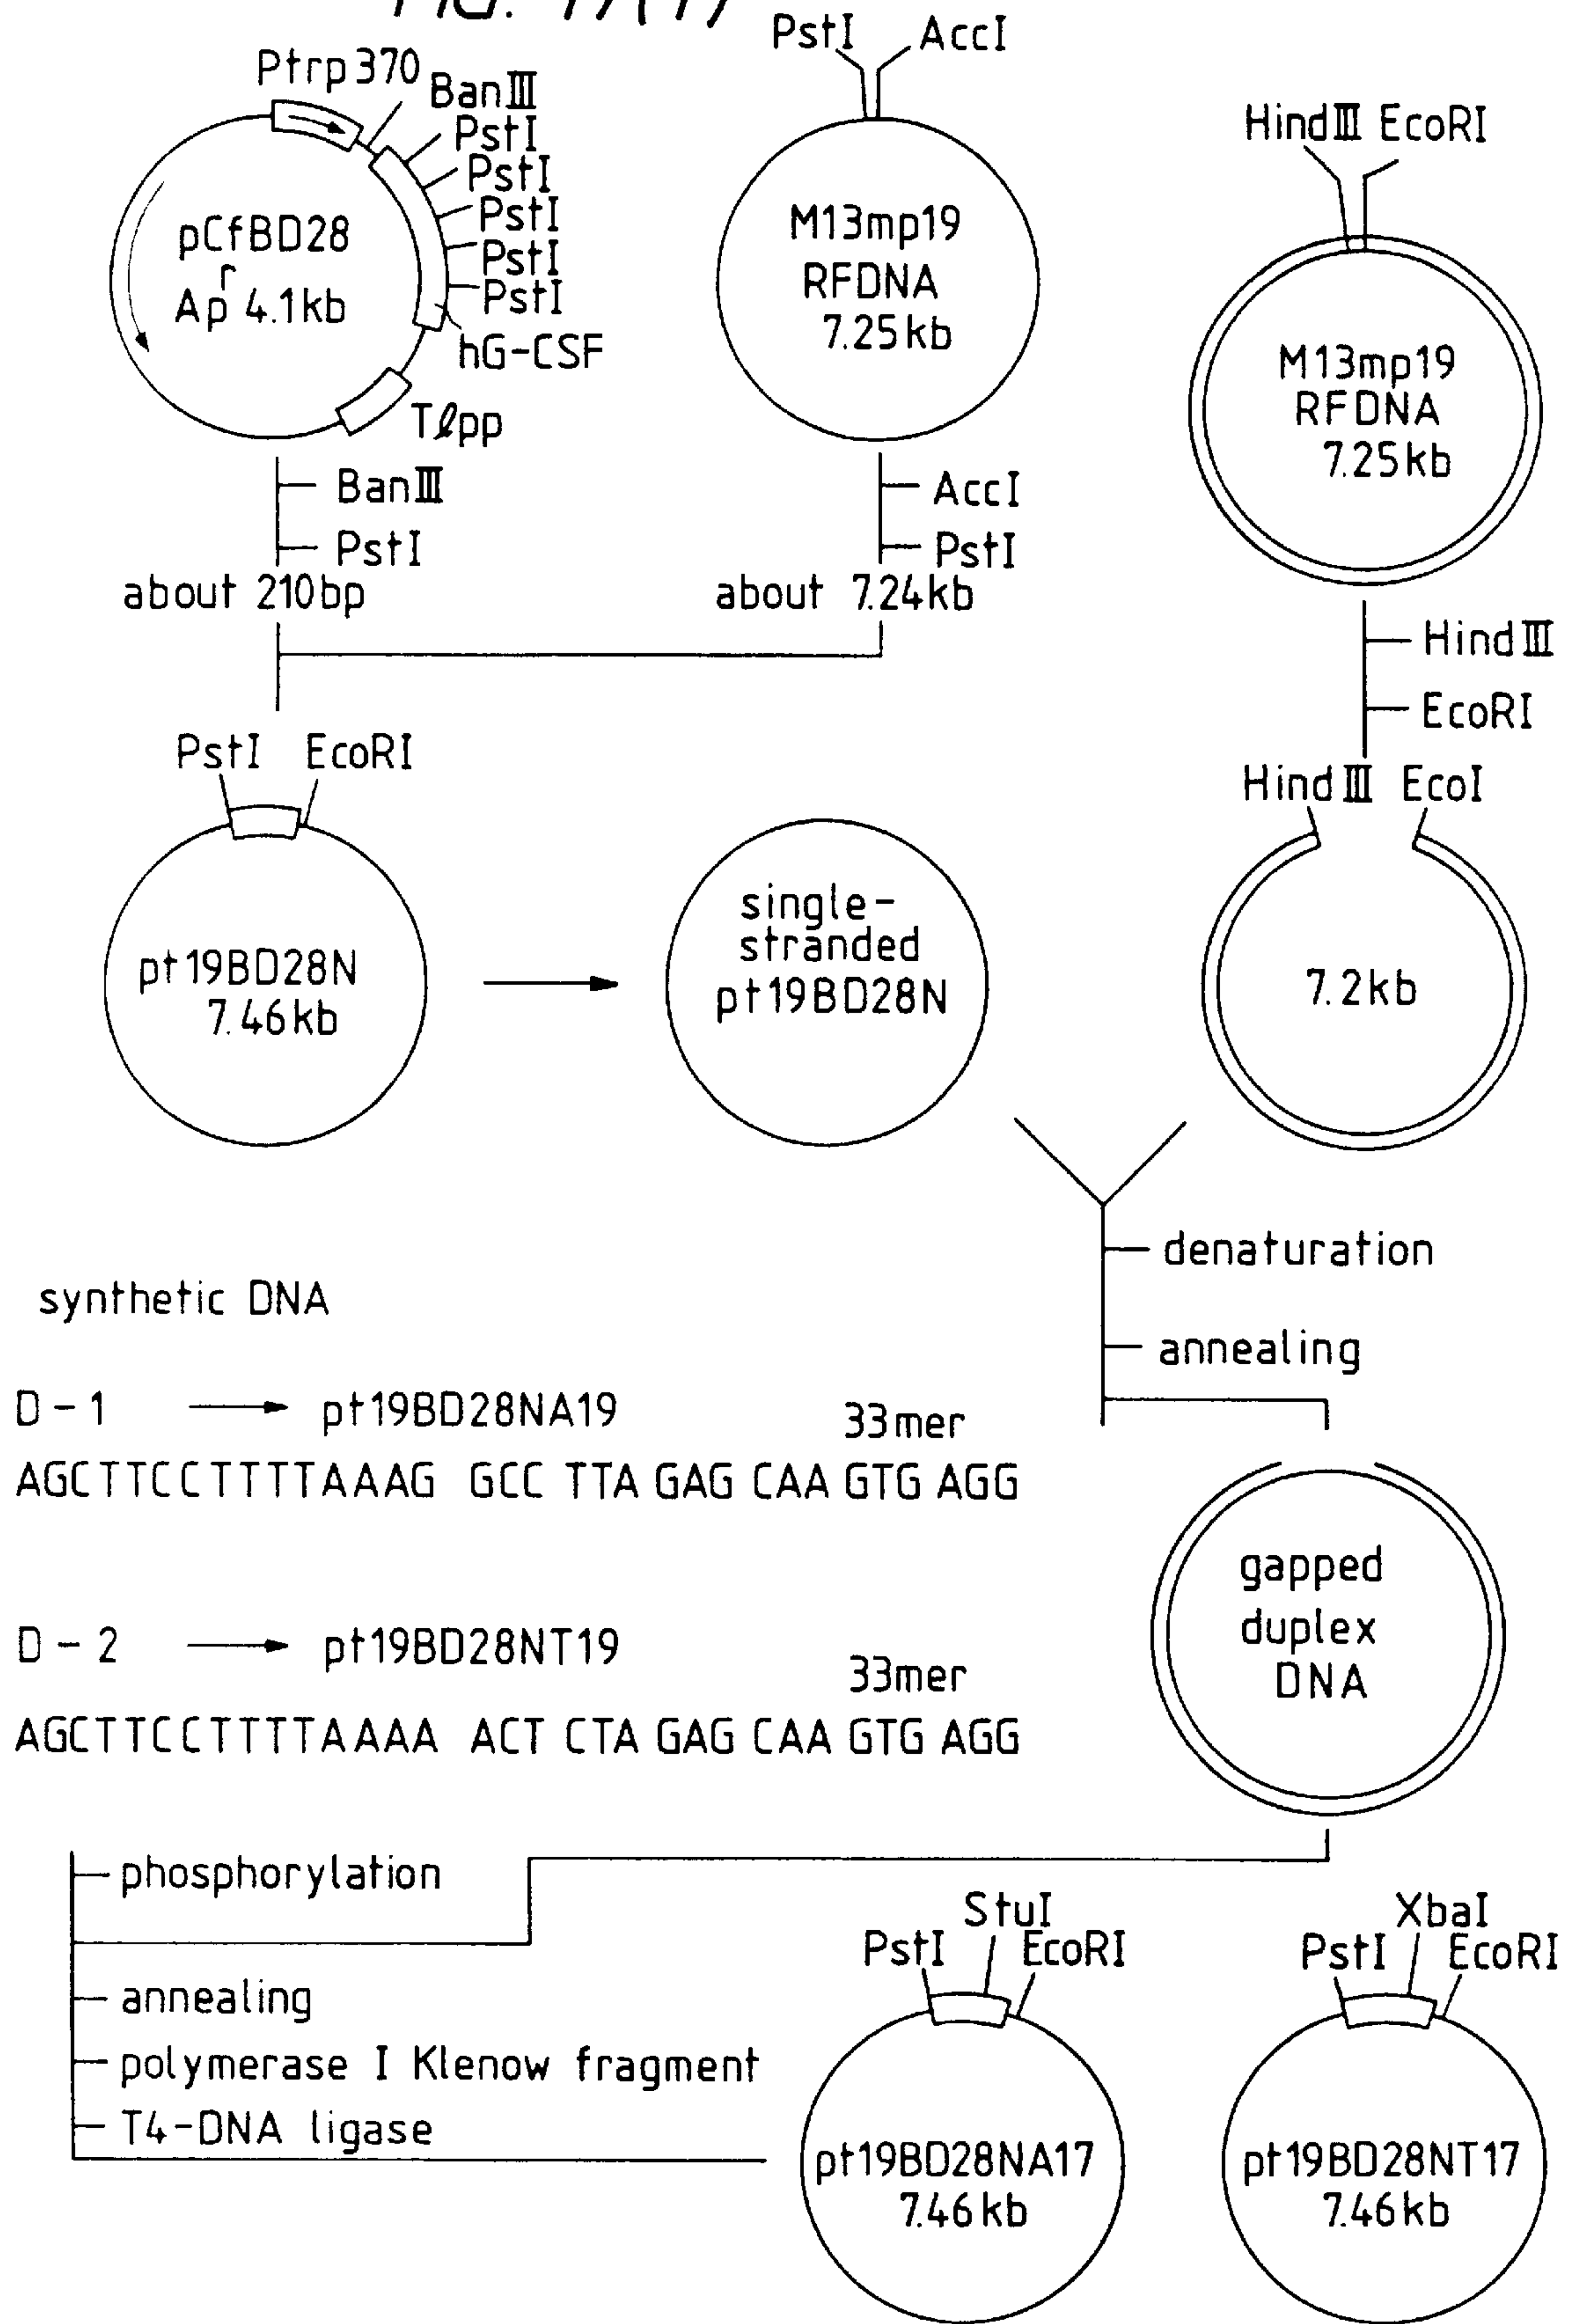 Ptrp370
BanIII
PstI
PstI
PstI
PstI
PstI
hG-CSF
Tlpp
pCfBD28
Apr 4.1kb
BanIII
PstI
about 210bp
PstI AccI
M13mp19
RFDNA
7.25kb
AccI
PstI
about 7.24kb
HindIII EcoRI
M13mp19
RFDNA
7.25kb
HindIII
EcoRI
PstI EcoRI
pt19BD28N
7.46kb
single-
stranded
pt19BD28N
HindIII EcoI
7.2kb
denaturation
annealing
synthetic DNA
D-1 → pt19BD28NA19
33mer
AGCTTCCTTTTAAAG GCC TTA GAG CAA GTG AGG
D-2 → pt19BD28NT19
33mer
AGCTTCCTTTTAAAA ACT CTA GAG CAA GTG AGG
gapped
duplex
DNA
phosphorylation
annealing
polymerase I Klenow fragment
T4-DNA ligase
StuI
PstI EcoRI
pt19BD28NA17
7.46kb
XbaI
PstI EcoRI
pt19BD28NT17
7.46kb